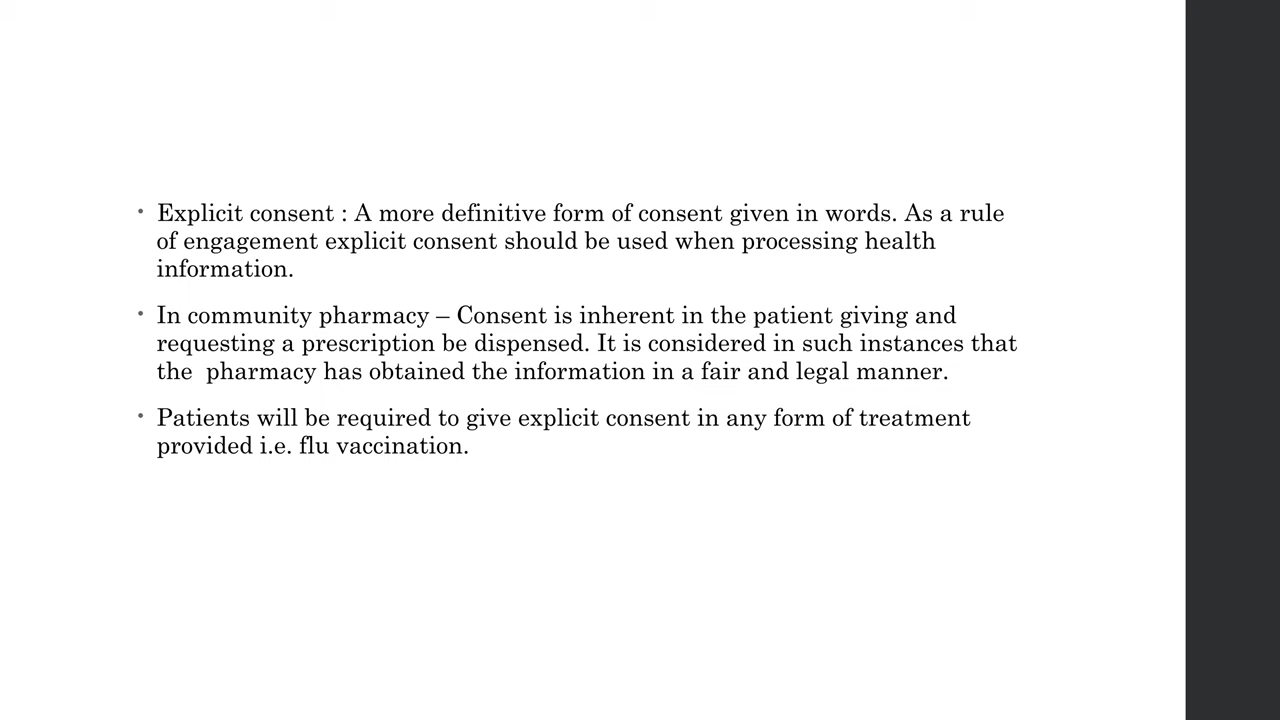 • Explicit consent : A more definitive form of consent given in words. As a rule
of engagement explicit consent should be used when processing health
information.
• In community pharmacy – Consent is inherent in the patient giving and
requesting a prescription be dispensed. It is considered in such instances that
the  pharmacy has obtained the information in a fair and legal manner.
• Patients will be required to give explicit consent in any form of treatment
provided i.e. flu vaccination.